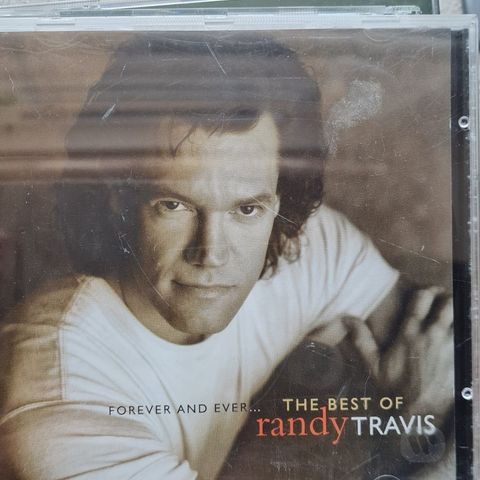 FOREVER AND EVER... THE BEST OF
randy TRAVIS